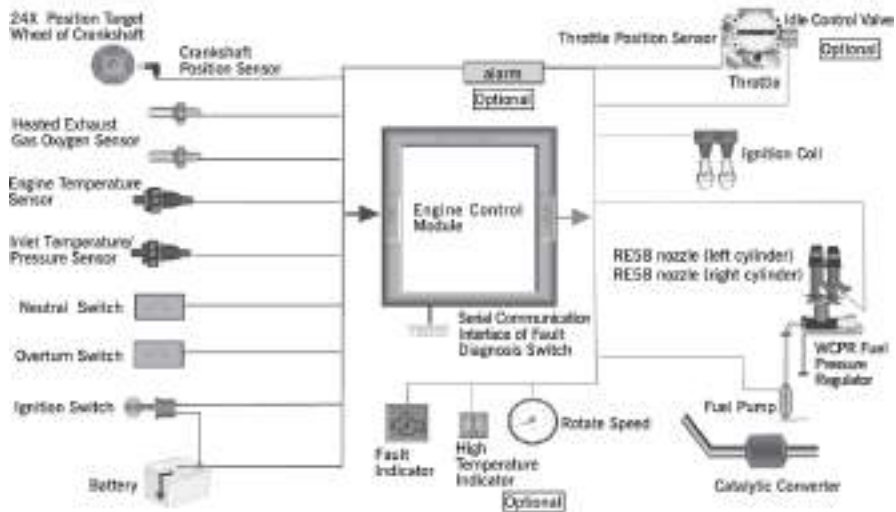 24X Position Target
Wheel of Crankshaft
Crankshaft
Position Sensor
Heated Exhaust
Gas Oxygen Sensor
Engine Temperature
Sensor
Inlet Temperature/
Pressure Sensor
Neutral Switch
Overturn Switch
Ignition Switch
Battery
alarm
Optional
Engine Control
Module
Serial Communication
Interface of Fault
Diagnosis Switch
Fault
Indicator
High
Temperature
Indicator
Optional
Rotate Speed
Throttle Position Sensor
Idle Control Valve
Optional
Throttle
Ignition Coil
RESB nozzle (left cylinder)
RESB nozzle (right cylinder)
WCPR Fuel
Pressure
Regulator
Fuel Pump
Catalytic Converter